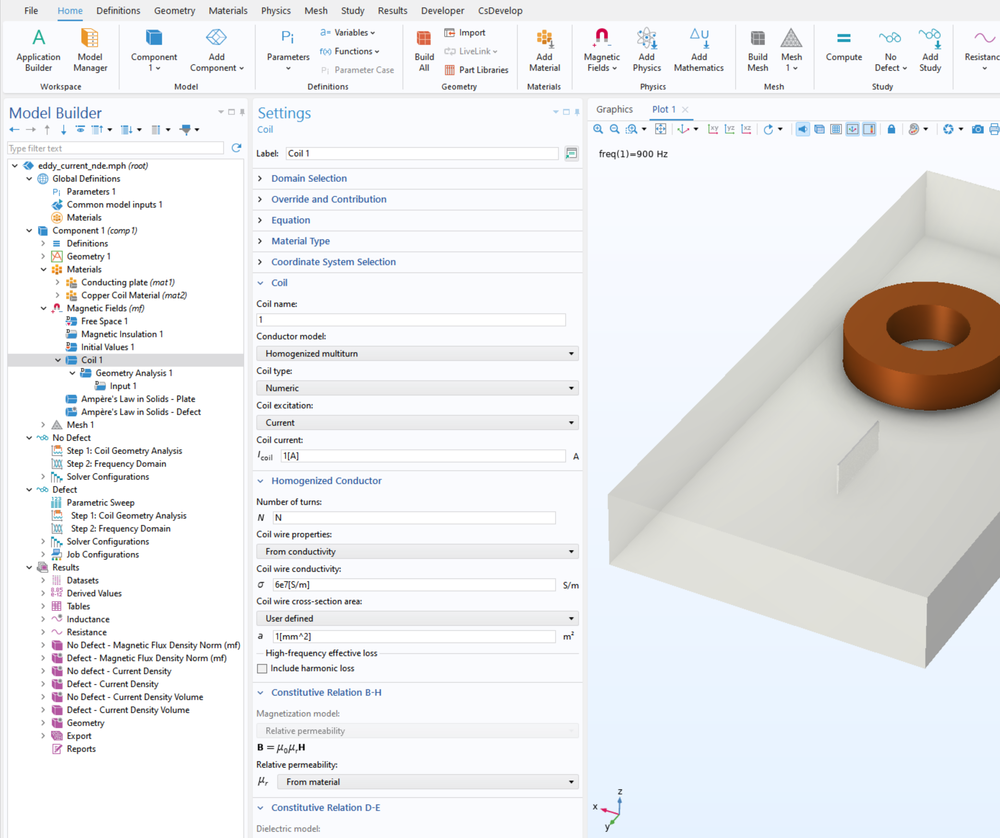 File Home Definitions Geometry Materials Physics Mesh Study Results Developer CsDevelop
Application Builder
Model Manager
Workspace
Component 1
Add Component
Model
Parameters
a= Variables
f(x) Functions
Pi Parameter Case
Definitions
Build All
Import
LiveLink
Part Libraries
Geometry
Add Material
Materials
Magnetic Fields
Add Physics
Δu
Add Mathematics
Physics
Build Mesh
Mesh 1
Mesh
Compute
No Defect
Add Study
Study
Resistanc
Model Builder
Type filter text
eddy_current_nde.mph (root)
Global Definitions
Pi Parameters 1
Common model inputs 1
Materials
Component 1 (comp1)
Definitions
Geometry 1
Materials
Conducting plate (mat1)
Copper Coil Material (mat2)
Magnetic Fields (mf)
Free Space 1
Magnetic Insulation 1
Initial Values 1
Coil 1
Geometry Analysis 1
Input 1
Ampère's Law in Solids - Plate
Ampère's Law in Solids - Defect
Mesh 1
No Defect
Step 1: Coil Geometry Analysis
Step 2: Frequency Domain
Solver Configurations
Defect
Parametric Sweep
Step 1: Coil Geometry Analysis
Step 2: Frequency Domain
Solver Configurations
Job Configurations
Results
Datasets
8.85 e-12 Derived Values
Tables
Inductance
Resistance
No Defect - Magnetic Flux Density Norm (mf)
Defect - Magnetic Flux Density Norm (mf)
No defect - Current Density
Defect - Current Density
No Defect - Current Density Volume
Defect - Current Density Volume
Geometry
Export
Reports
Settings
Coil
Label: Coil 1
Domain Selection
Override and Contribution
Equation
Material Type
Coordinate System Selection
Coil
Coil name:
1
Conductor model:
Homogenized multiturn
Coil type:
Numeric
Coil excitation:
Current
Coil current:
Icoil 1[A] A
Homogenized Conductor
Number of turns:
N N
Coil wire properties:
From conductivity
Coil wire conductivity:
σ 6e7[S/m] S/m
Coil wire cross-section area:
User defined
a 1[mm^2] m²
High-frequency effective loss
Include harmonic loss
Constitutive Relation B-H
Magnetization model:
Relative permeability
B = μ0μrH
Relative permeability:
μr From material
Constitutive Relation D-E
Dielectric model:
Graphics Plot 1
xy yz xz
freq(1)=900 Hz
z
x
y